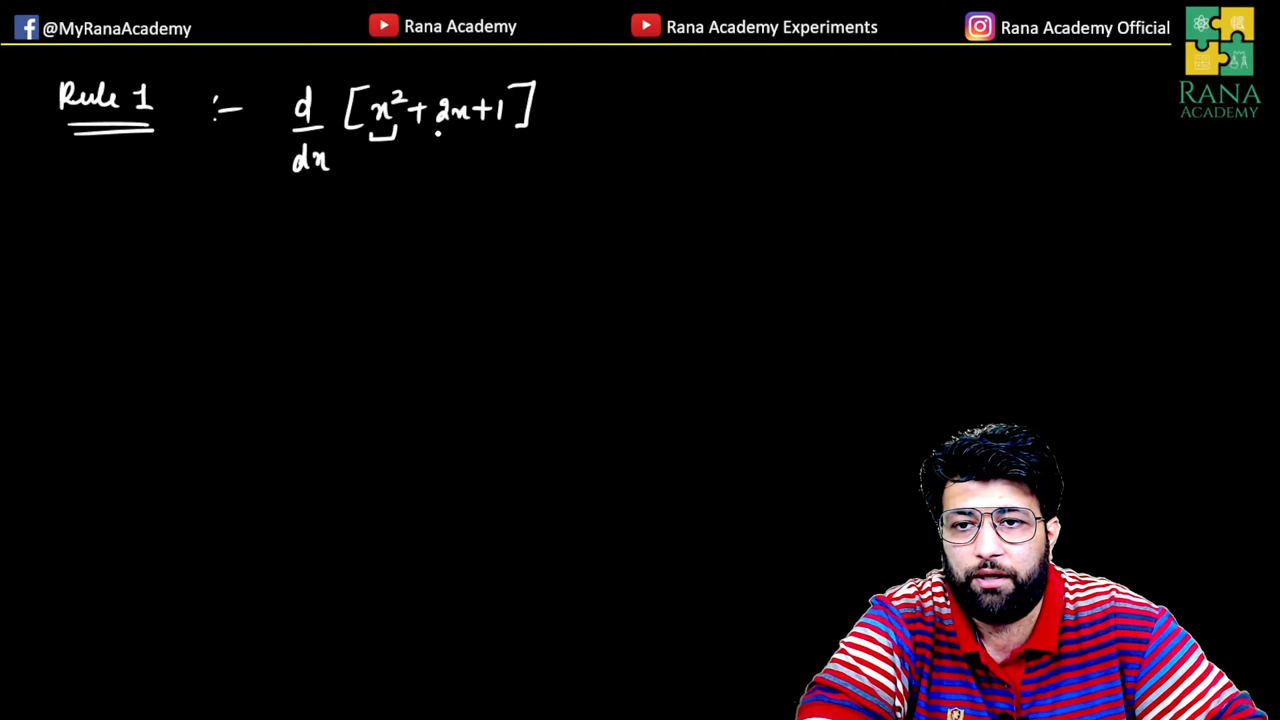 @MyRanaAcademy
Rana Academy
Rana Academy Experiments
Rana Academy Official
RANA
ACADEMY
Rule 1 :- d/dx [x²+2x+1]